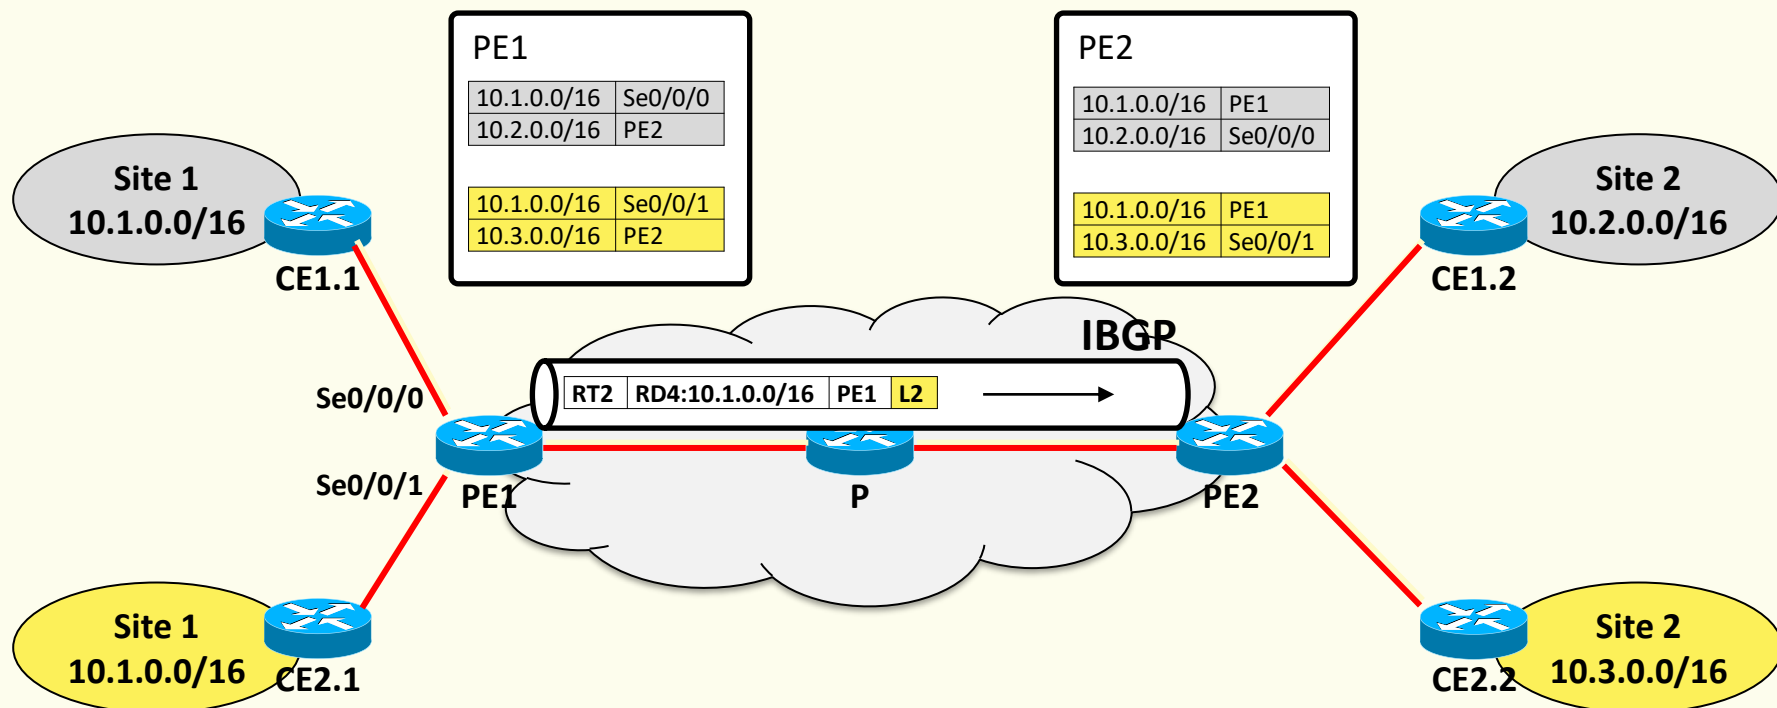 PE1
10.1.0.0/16 Se0/0/0
10.2.0.0/16 PE2
10.1.0.0/16 Se0/0/1
10.3.0.0/16 PE2
PE2
10.1.0.0/16 PE1
10.2.0.0/16 Se0/0/0
10.1.0.0/16 PE1
10.3.0.0/16 Se0/0/1
Site 1
10.1.0.0/16
CE1.1
Site 2
10.2.0.0/16
CE1.2
IBGP
RT2 RD4:10.1.0.0/16 PE1 L2
Se0/0/0
Se0/0/1
PE1
P
PE2
Site 1
10.1.0.0/16
CE2.1
Site 2
10.3.0.0/16
CE2.2